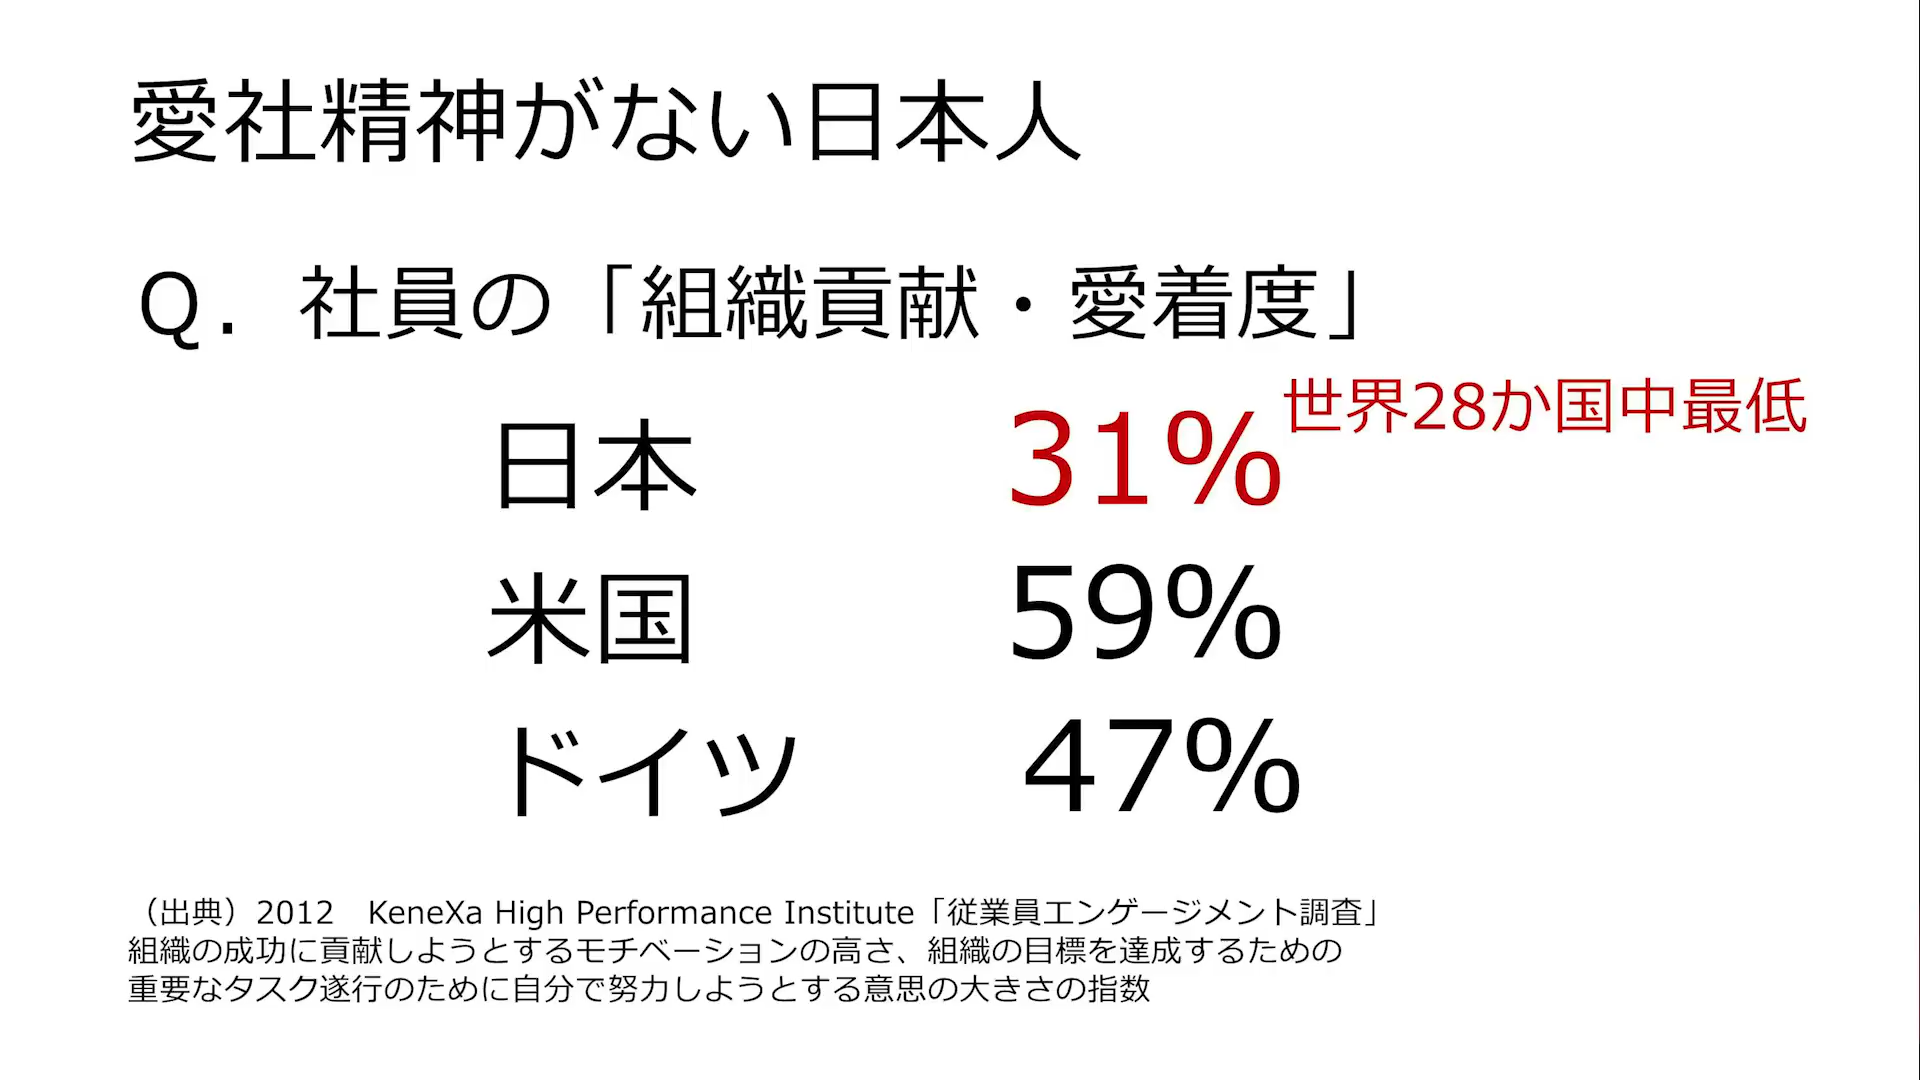 愛社精神がない日本人
Q. 社員の「組織貢献・愛着度」
日本 31% 世界28か国中最低
米国 59%
ドイツ 47%
（出典）2012　KeneXa High Performance Institute「従業員エンゲージメント調査」
組織の成功に貢献しようとするモチベーションの高さ、組織の目標を達成するための
重要なタスク遂行のために自分で努力しようとする意思の大きさの指数